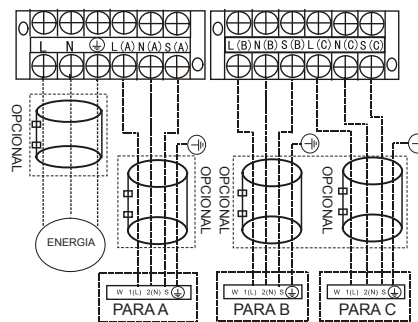 L N L(A) N(A) S(A)
L(B) N(B) S(B) L(C) N(C) S(C)
OPCIONAL
OPCIONAL
OPCIONAL
OPCIONAL
ENERGIA
W 1(L) 2(N) S
W 1(L) 2(N) S
W 1(L) 2(N) S
PARA A
PARA B
PARA C